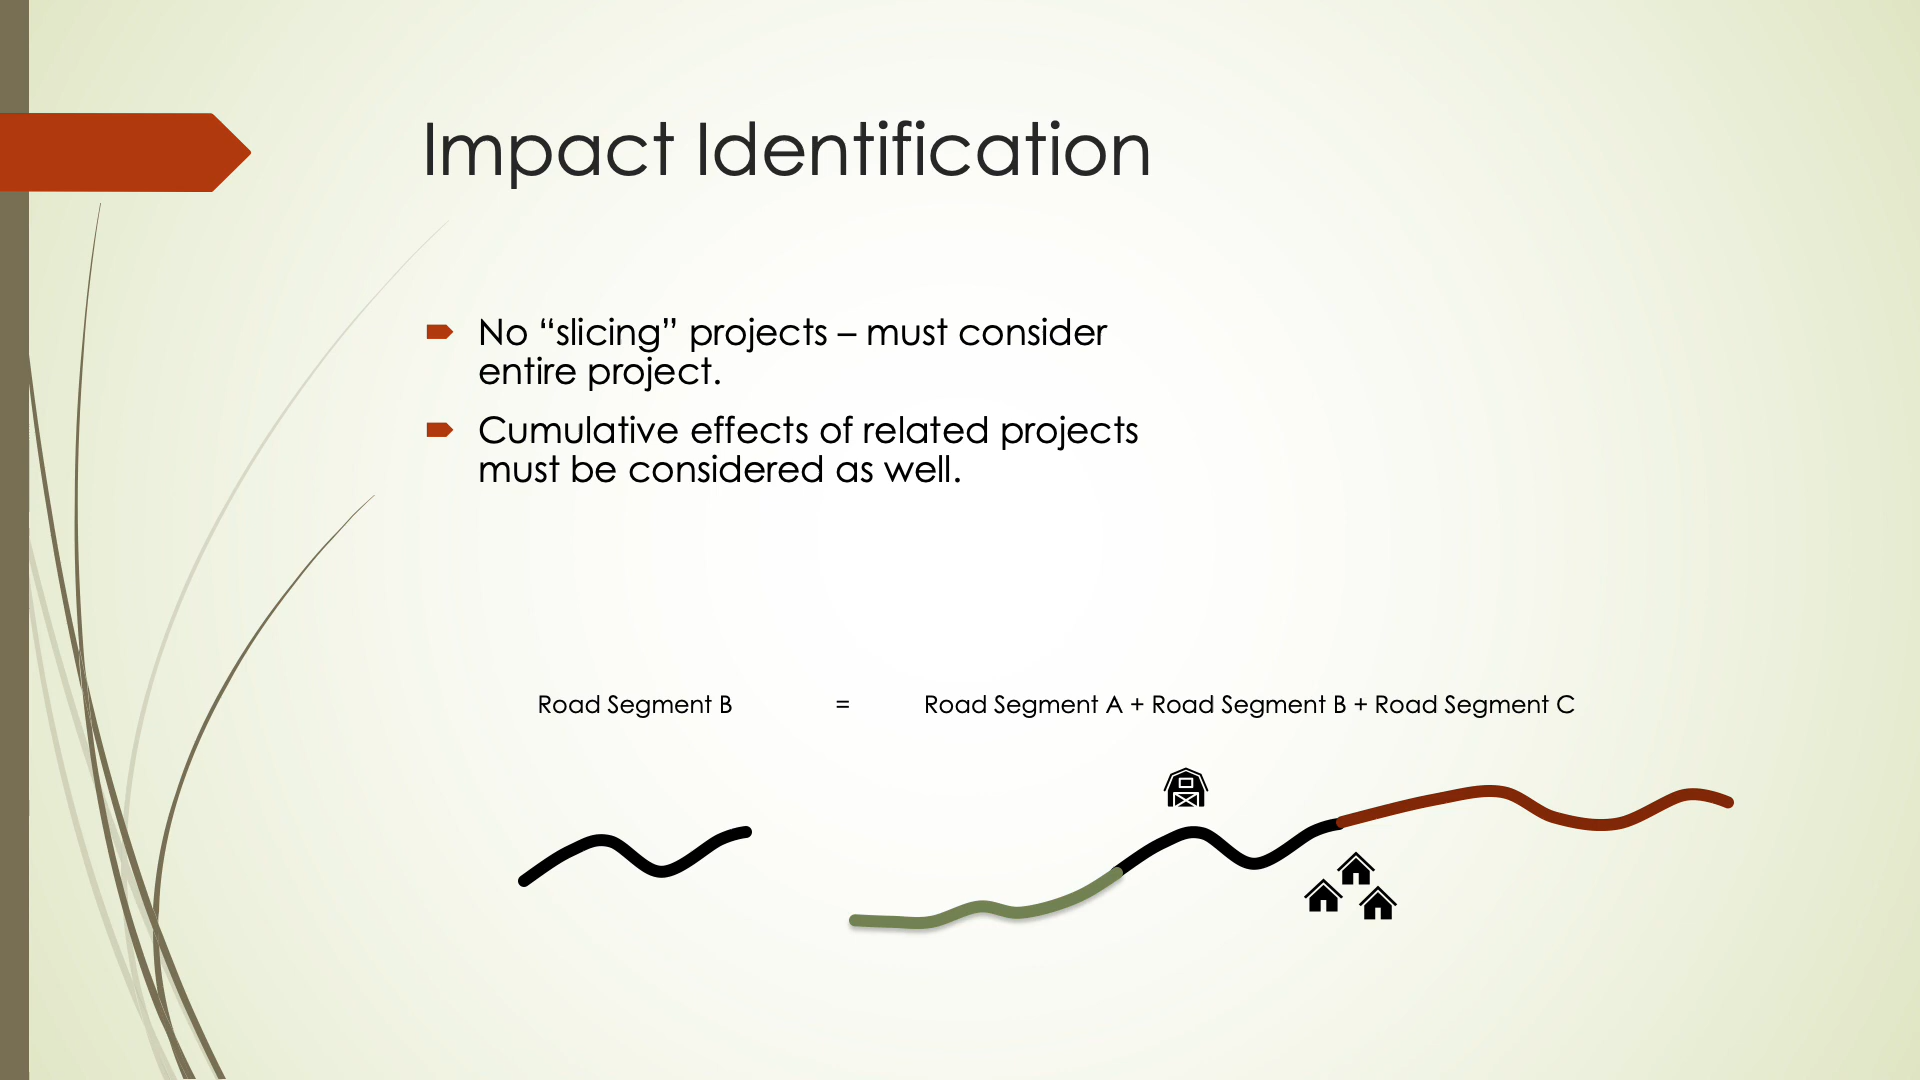 Impact Identification
No “slicing” projects – must consider
entire project.
Cumulative effects of related projects
must be considered as well.
Road Segment B = Road Segment A + Road Segment B + Road Segment C